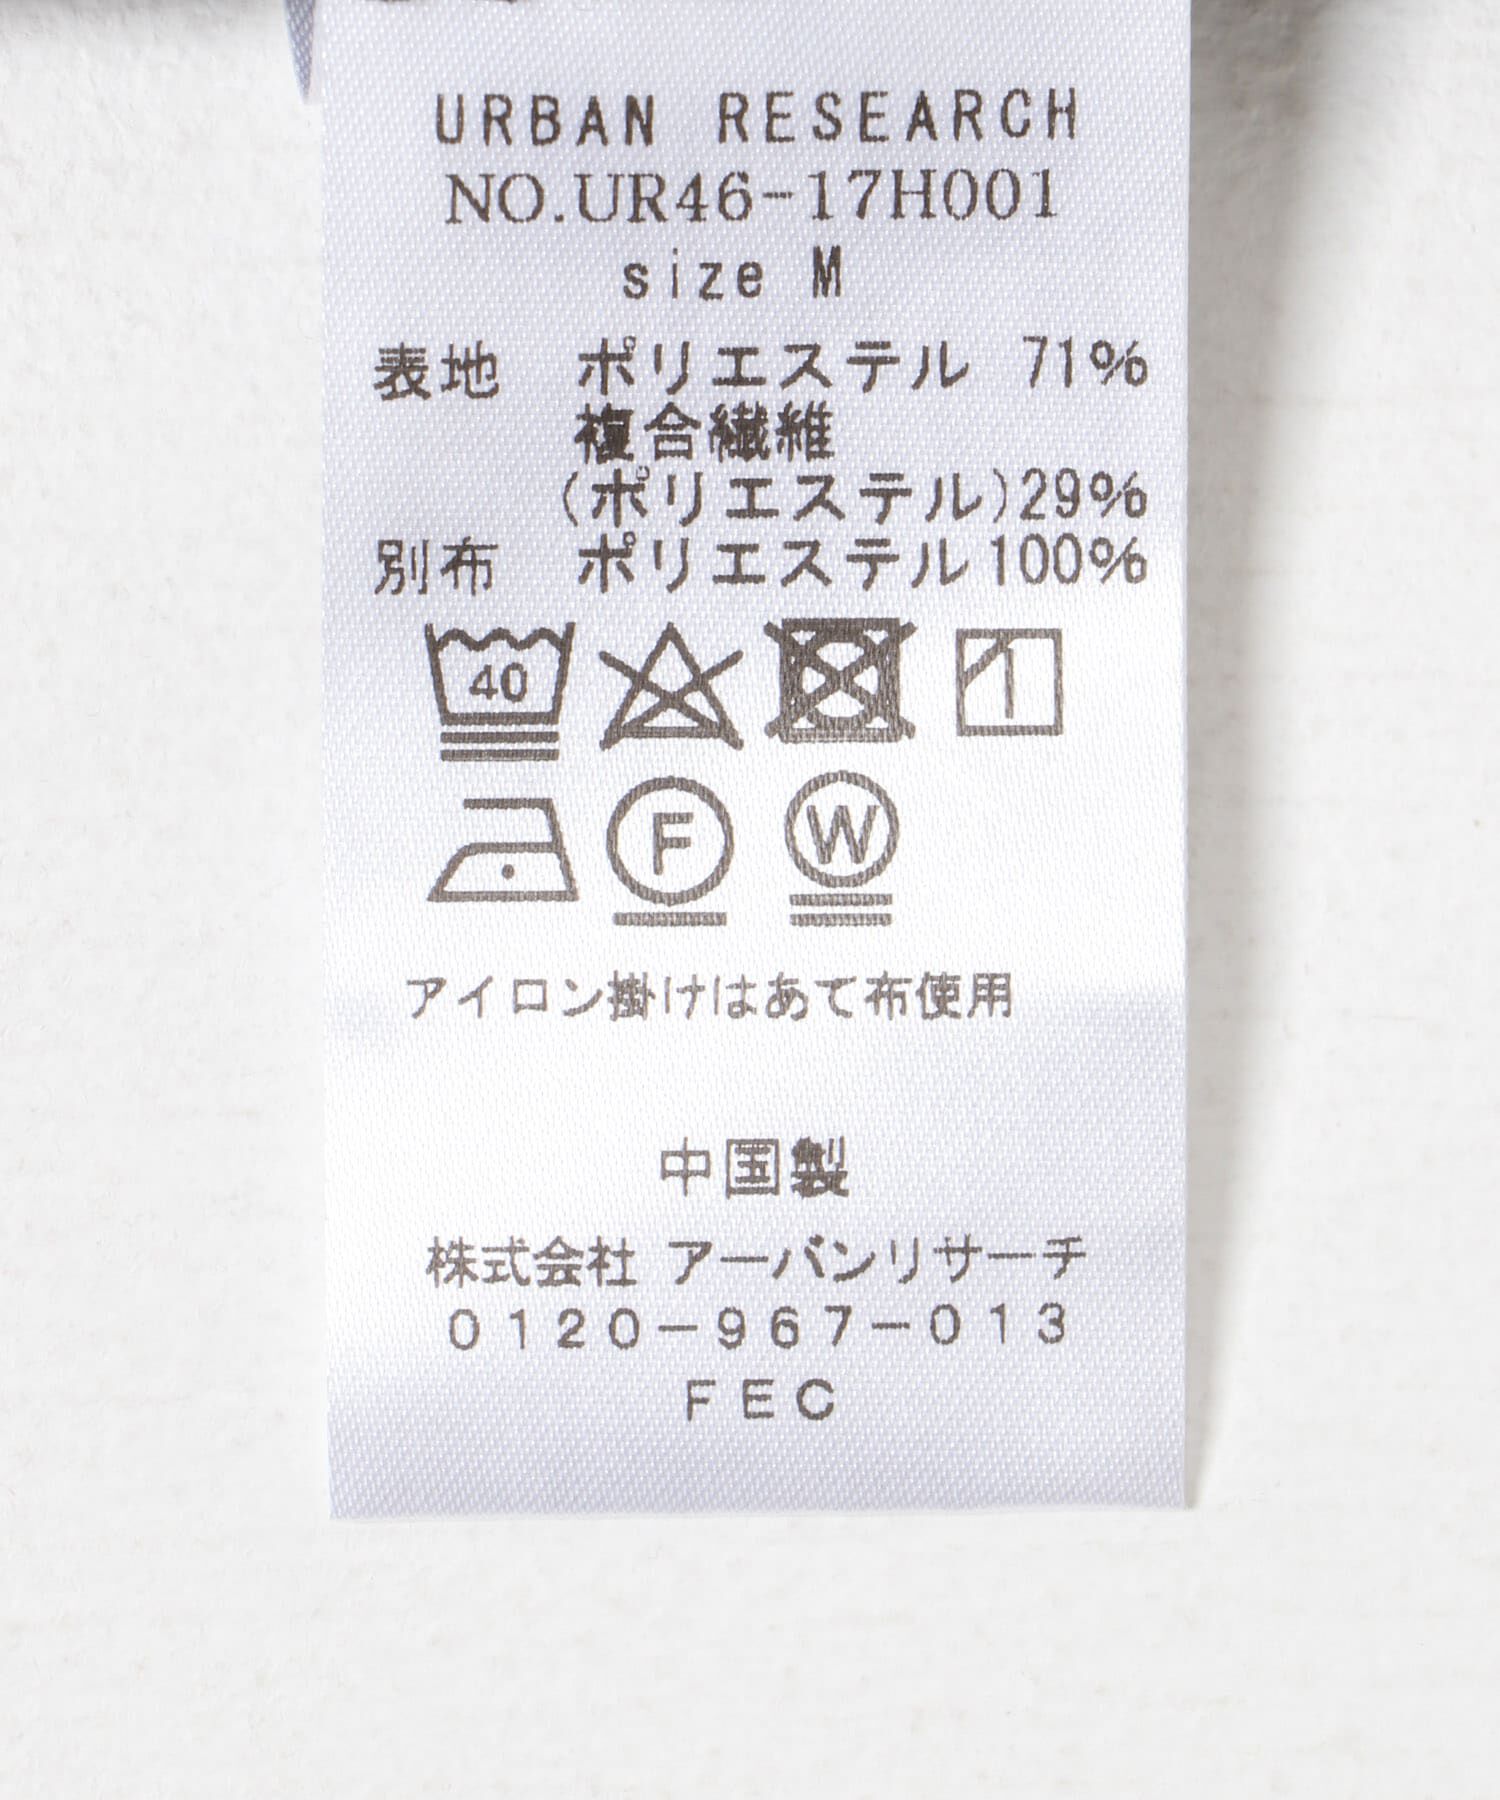 URBAN RESEARCH
NO.UR46-17H001
size M
表地 ポリエステル 71%
複合繊維
(ポリエステル)29%
別布 ポリエステル100%
40
F W
アイロン掛けはあて布使用
中国製
株式会社 アーバンリサーチ
0120-967-013
FEC